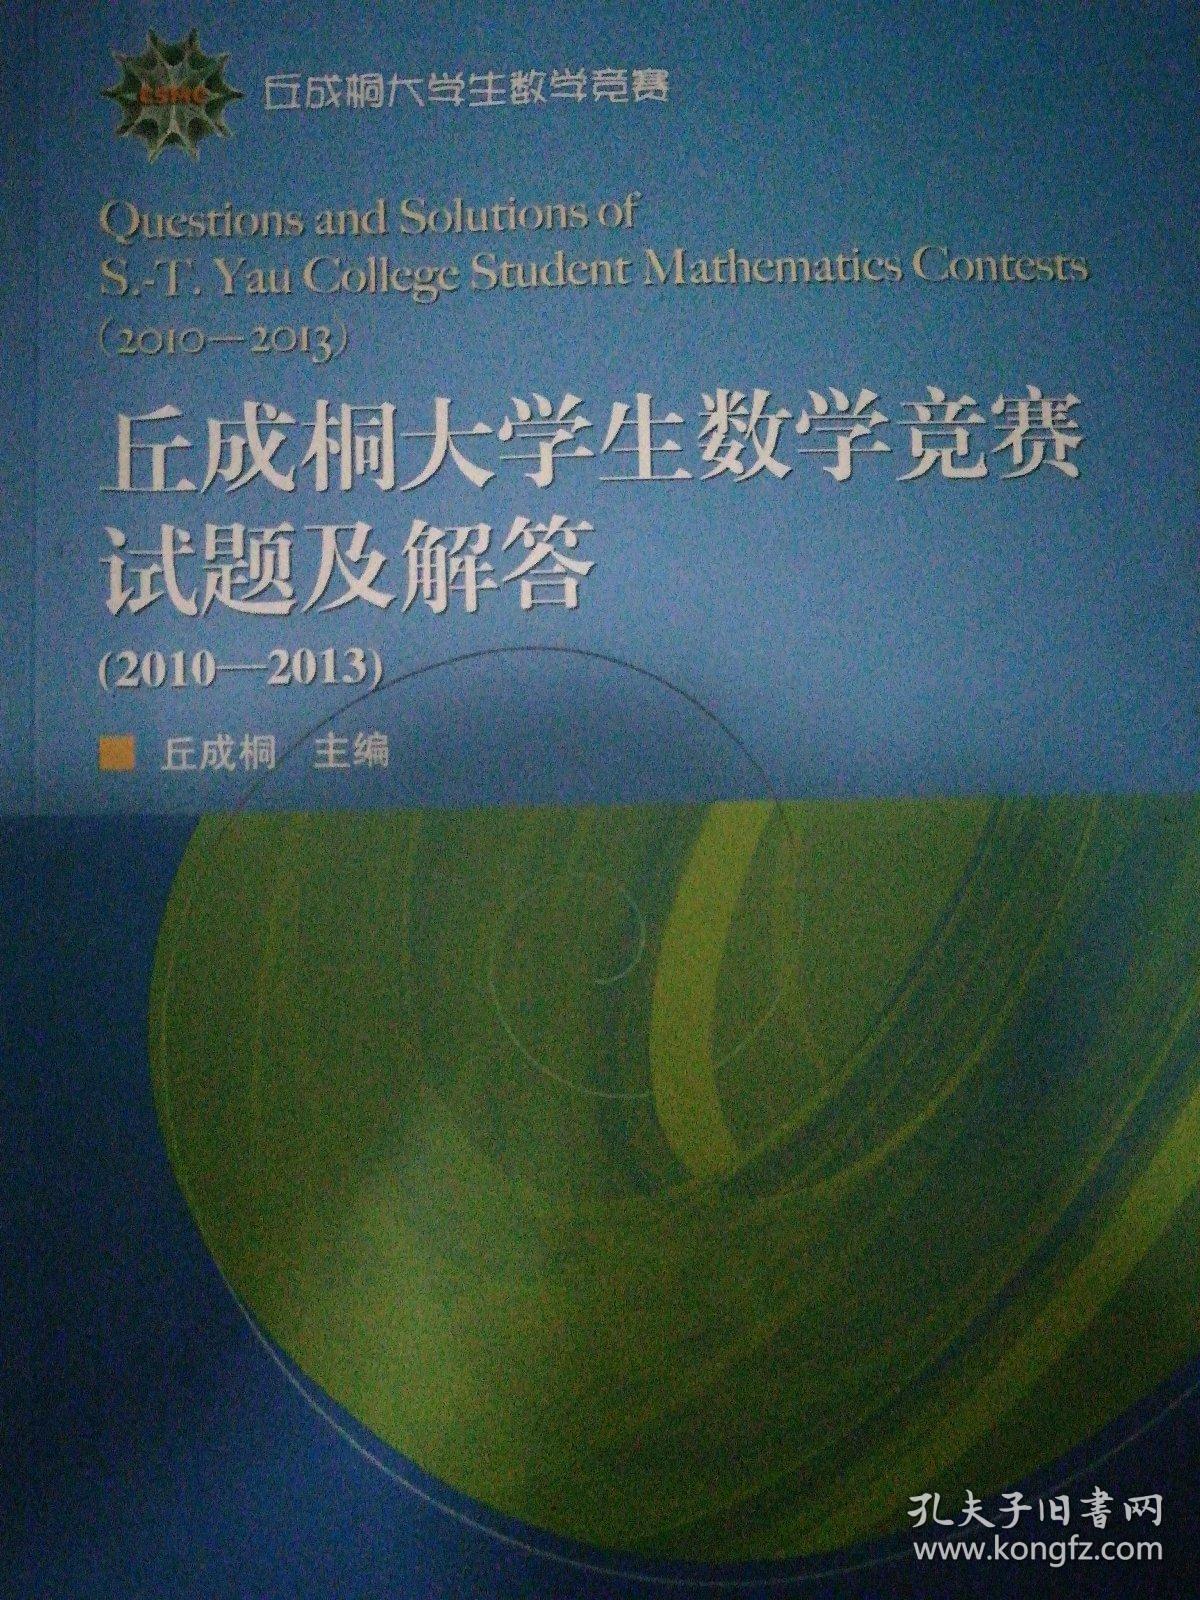 CSMC
丘成桐大学生数学竞赛
Questions and Solutions of
S.-T. Yau College Student Mathematics Contests
(2010—2013)
丘成桐大学生数学竞赛
试题及解答
(2010—2013)
丘成桐 主编
孔夫子旧書网
www.kongfz.com